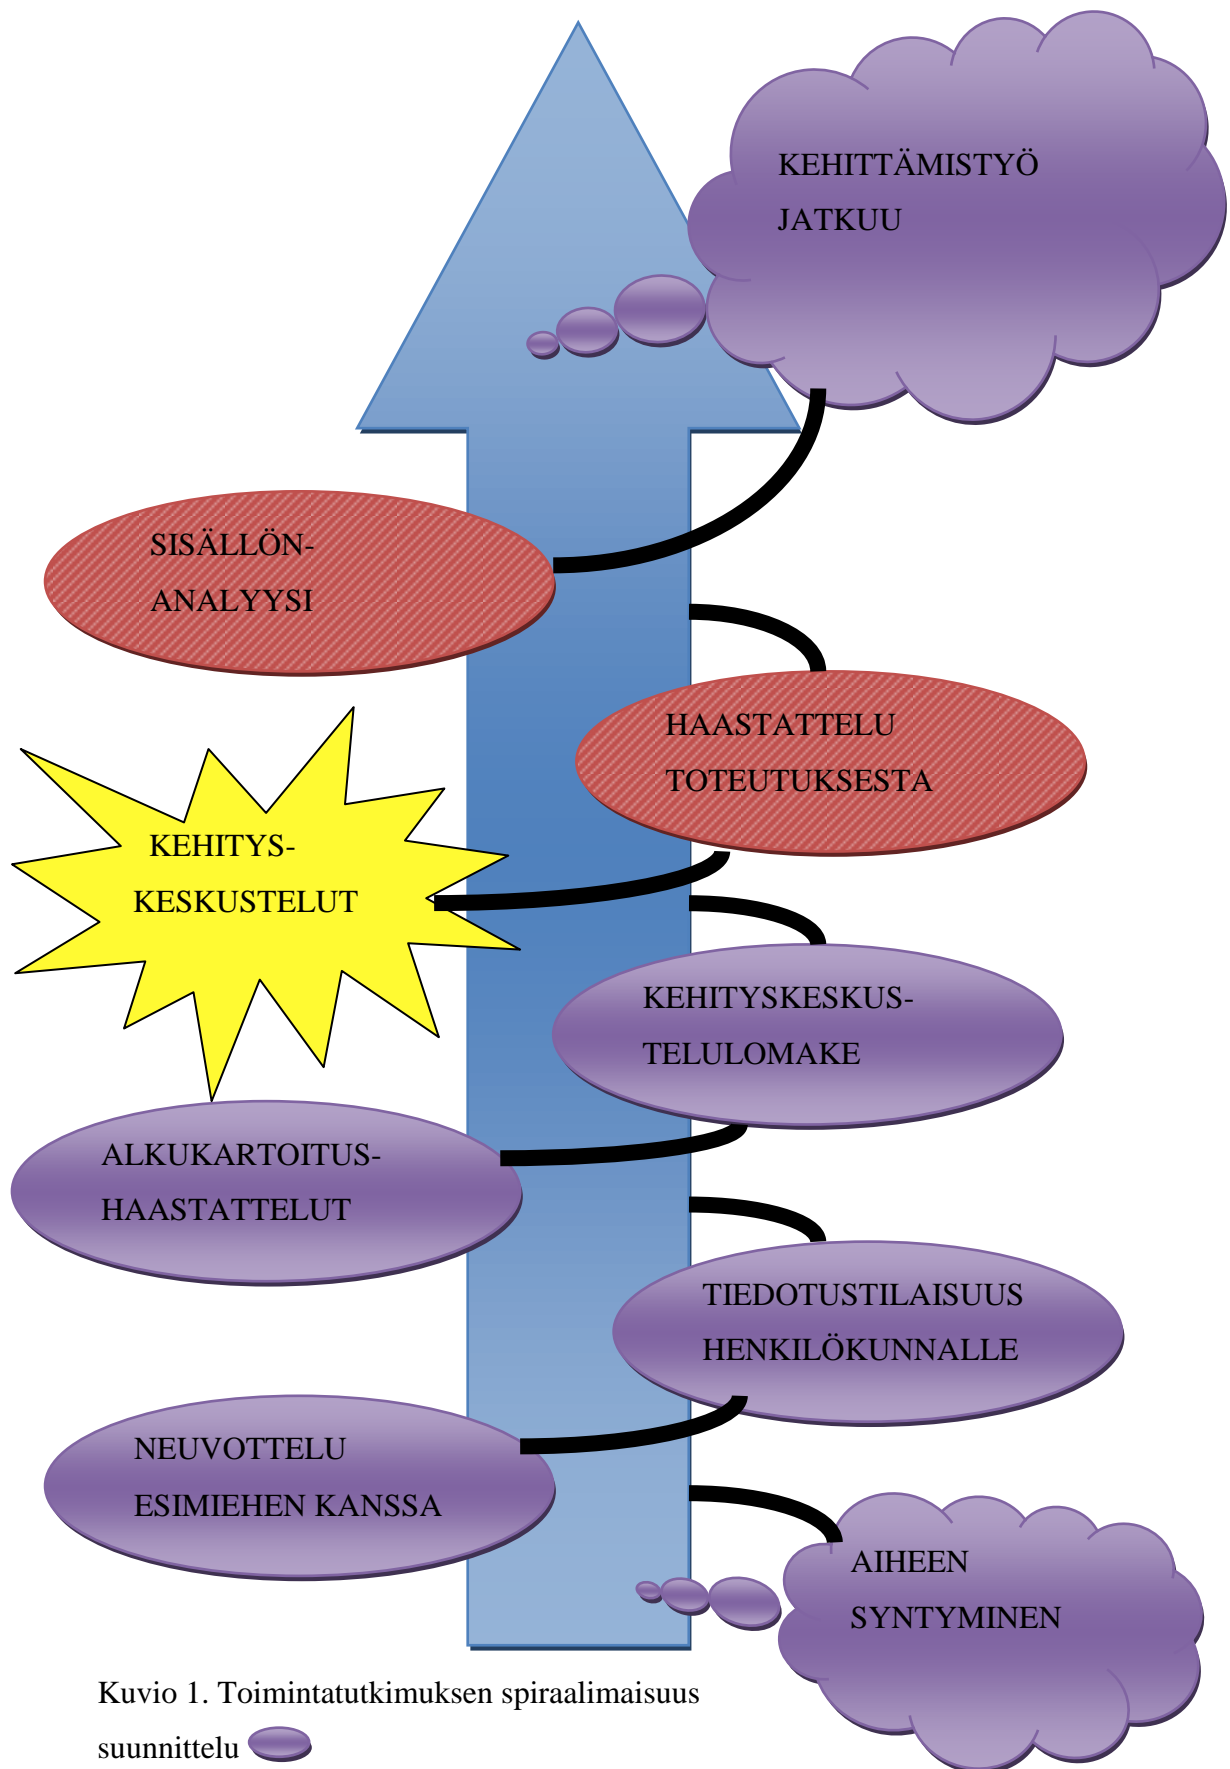 KEHITTÄMISTYÖ
JATKUU
SISÄLLÖN-
ANALYYSI
HAASTATTELU
TOTEUTUKSESTA
KEHITYS-
KESKUSTELUT
KEHITYSKESKUS-
TELULOMAKE
ALKUKARTOITUS-
HAASTATTELUT
TIEDOTUSTILAISUUS
HENKILÖKUNNALLE
NEUVOTTELU
ESIMIEHEN KANSSA
AIHEEN
SYNTYMINEN
Kuvio 1. Toimintatutkimuksen spiraalimaisuus
suunnittelu